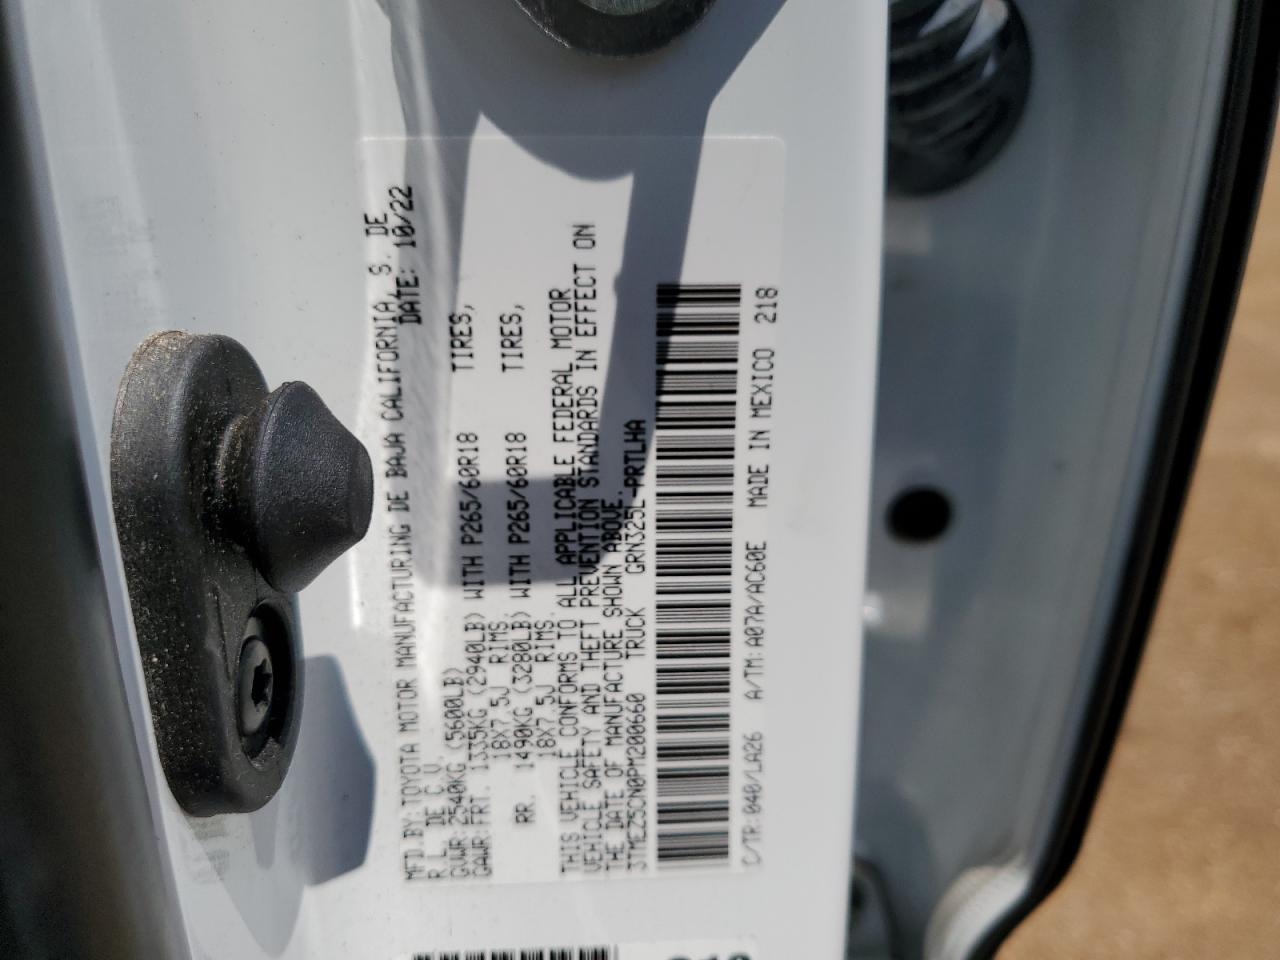 MFD.BY:TOYOTA MOTOR MANUFACTURING DE BAJA CALIFORNIA, S. DE
R.L. DE C.V. DATE: 10/22
GVWR:2540KG (5600LB)
GAWR:FRT. 1335KG (2940LB) WITH P265/60R18 TIRES,
18X7.5J RIMS.
RR. 1490KG (3280LB) WITH P265/60R18 TIRES,
18X7.5J RIMS.
THIS VEHICLE CONFORMS TO ALL APPLICABLE FEDERAL MOTOR
VEHICLE SAFETY AND THEFT PREVENTION STANDARDS IN EFFECT ON
THE DATE OF MANUFACTURE SHOWN ABOVE.
3TMEZ5CN0PM200660 TRUCK GRN325L-PRTLHA
C/TR:040/LA26 A/TM:A07A/AC60E MADE IN MEXICO 218